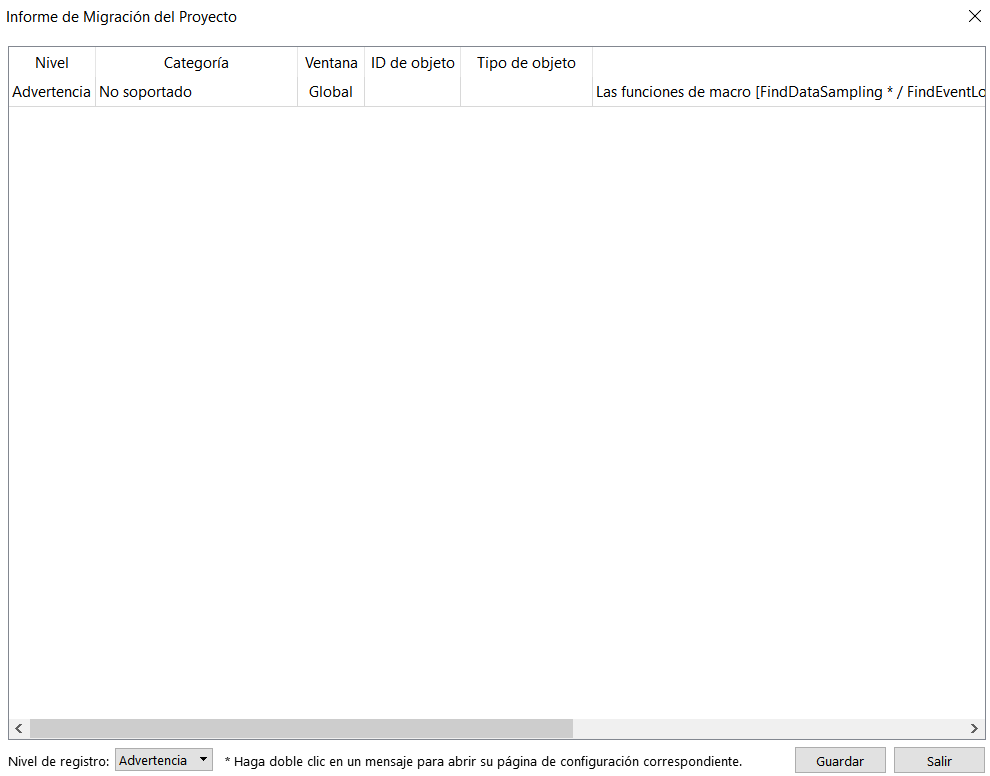 Informe de Migración del Proyecto
Nivel Categoría Ventana ID de objeto Tipo de objeto
Advertencia No soportado Global Las funciones de macro [FindDataSampling * / FindEventLo
Nivel de registro: Advertencia * Haga doble clic en un mensaje para abrir su página de configuración correspondiente. Guardar Salir